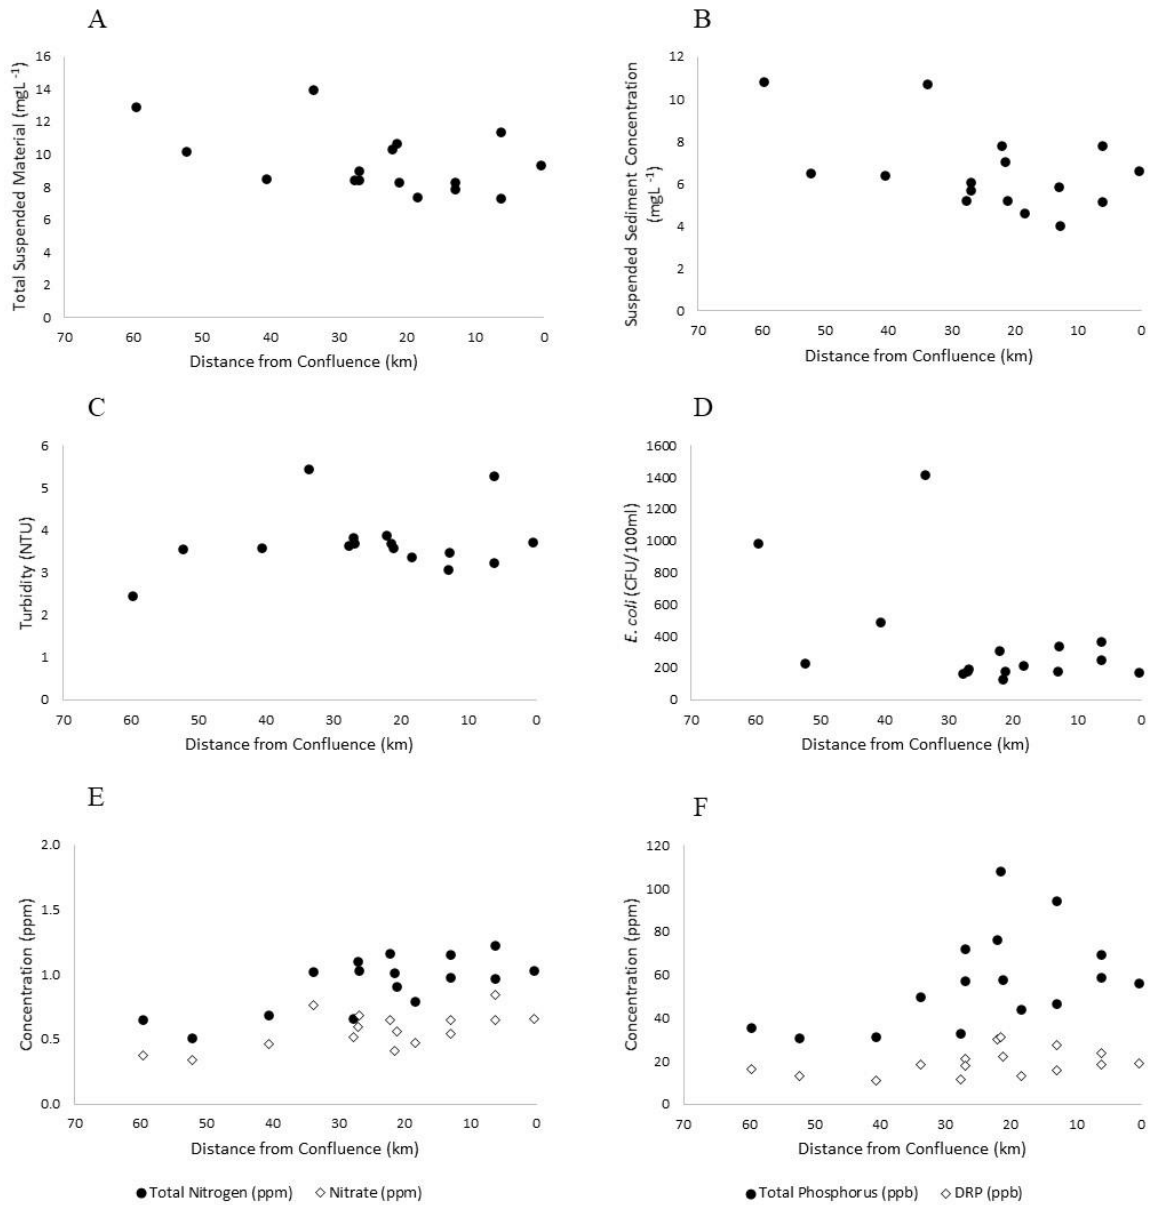 A
Total Suspended Material (mgL⁻¹)
16
14
12
10
8
6
4
2
0
70 60 50 40 30 20 10 0
Distance from Confluence (km)
B
Suspended Sediment Concentration
(mgL⁻¹)
12
10
8
6
4
2
0
70 60 50 40 30 20 10 0
Distance from Confluence (km)
C
Turbidity (NTU)
6
5
4
3
2
1
0
70 60 50 40 30 20 10 0
Distance from Confluence (km)
D
E. coli (CFU/100ml)
1600
1400
1200
1000
800
600
400
200
0
70 60 50 40 30 20 10 0
Distance from Confluence (km)
E
Concentration (ppm)
2.0
1.5
1.0
0.5
0.0
70 60 50 40 30 20 10 0
Distance from Confluence (km)
Total Nitrogen (ppm) Nitrate (ppm)
F
Concentration (ppm)
120
100
80
60
40
20
0
70 60 50 40 30 20 10 0
Distance from Confluence (km)
Total Phosphorus (ppb) DRP (ppb)